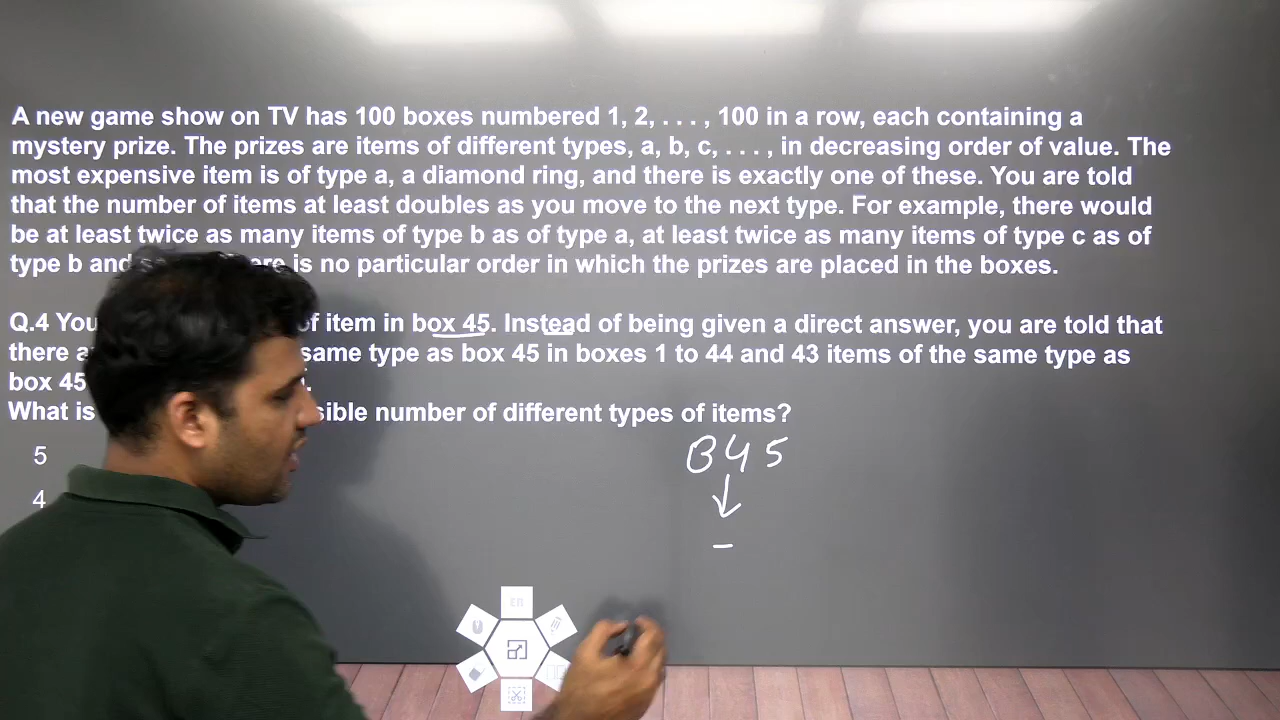 A new game show on TV has 100 boxes numbered 1, 2, . . . , 100 in a row, each containing a
mystery prize. The prizes are items of different types, a, b, c, . . . , in decreasing order of value. The
most expensive item is of type a, a diamond ring, and there is exactly one of these. You are told
that the number of items at least doubles as you move to the next type. For example, there would
be at least twice as many items of type b as of type a, at least twice as many items of type c as of
type b and is no particular order in which the prizes are placed in the boxes.
Q.4 You of item in box 45. Instead of being given a direct answer, you are told that
there same type as box 45 in boxes 1 to 44 and 43 items of the same type as
box 45
What is number of different types of items?
5
4
B45
EN